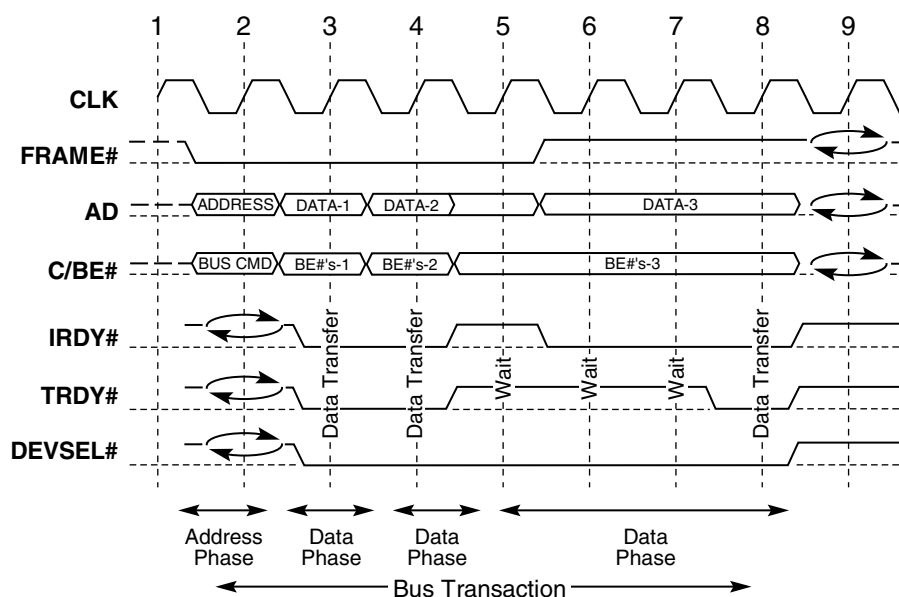 1 2 3 4 5 6 7 8 9
CLK
FRAME#
AD ADDRESS DATA-1 DATA-2 DATA-3
C/BE# BUS CMD BE#'s-1 BE#'s-2 BE#'s-3
IRDY#
TRDY#
DEVSEL#
Data Transfer
Data Transfer
Wait
Wait
Wait
Data Transfer
Address Data Data Data
Phase Phase Phase Phase
Bus Transaction